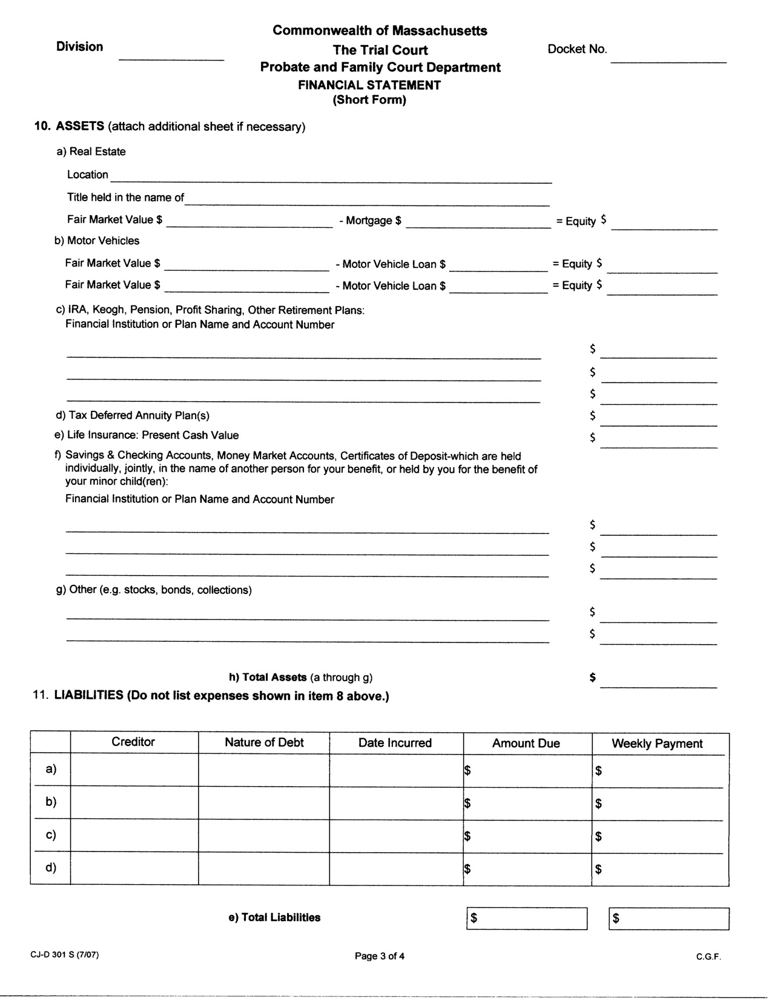 Commonwealth of Massachusetts
Division
The Trial Court
Docket No.
Probate and Family Court Department
FINANCIAL STATEMENT
(Short Form)
10. ASSETS (attach additional sheet if necessary)
a) Real Estate
Location
Title held in the name of
Fair Market Value $ - Mortgage $ = Equity $
b) Motor Vehicles
Fair Market Value $ - Motor Vehicle Loan $ = Equity $
Fair Market Value $ - Motor Vehicle Loan $ = Equity $
c) IRA, Keogh, Pension, Profit Sharing, Other Retirement Plans:
Financial Institution or Plan Name and Account Number
$
$
$
d) Tax Deferred Annuity Plan(s) $
e) Life Insurance: Present Cash Value $
f) Savings & Checking Accounts, Money Market Accounts, Certificates of Deposit-which are held
individually, jointly, in the name of another person for your benefit, or held by you for the benefit of
your minor child(ren):
Financial Institution or Plan Name and Account Number
$
$
$
g) Other (e.g. stocks, bonds, collections)
$
$
h) Total Assets (a through g) $
11. LIABILITIES (Do not list expenses shown in item 8 above.)
Creditor Nature of Debt Date Incurred Amount Due Weekly Payment
a) $ $
b) $ $
c) $ $
d) $ $
e) Total Liabilities $ $
CJ-D 301 S (7/07) Page 3 of 4 C.G.F.